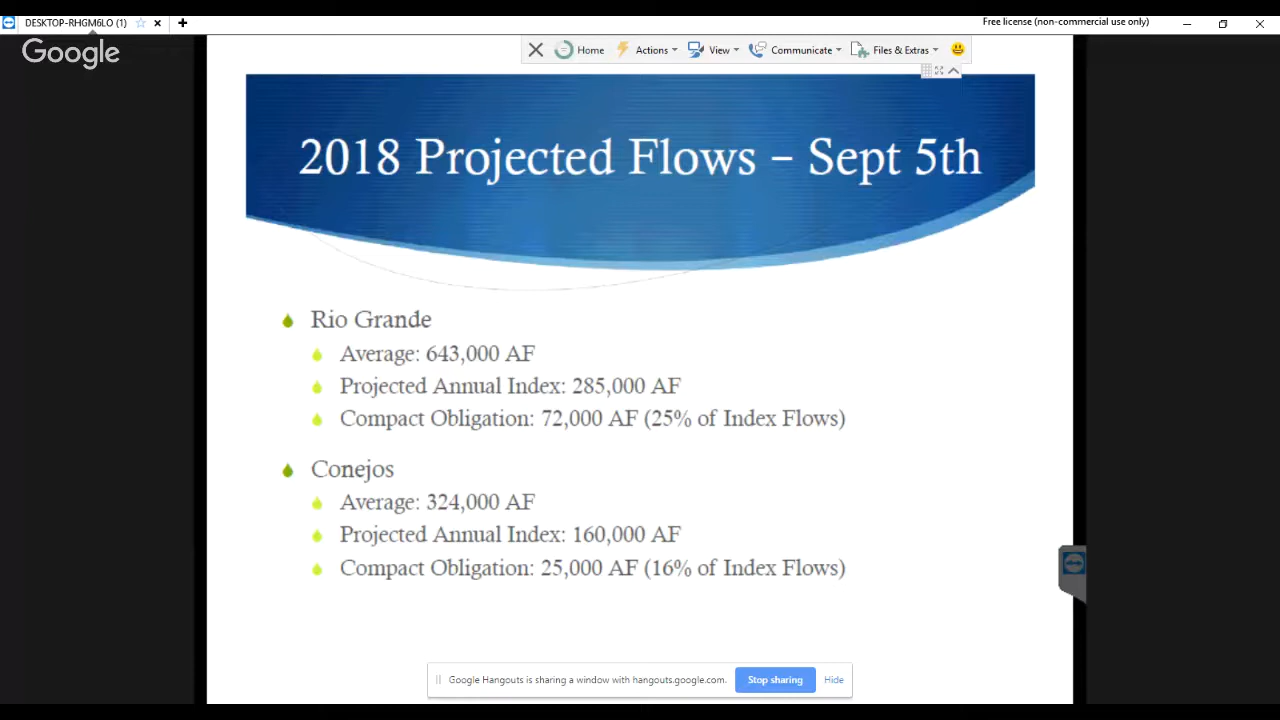 DESKTOP-RHGM6LO (1)
Free license (non-commercial use only)
Google
Home Actions View Communicate Files & Extras
2018 Projected Flows – Sept 5th
Rio Grande
Average: 643,000 AF
Projected Annual Index: 285,000 AF
Compact Obligation: 72,000 AF (25% of Index Flows)
Conejos
Average: 324,000 AF
Projected Annual Index: 160,000 AF
Compact Obligation: 25,000 AF (16% of Index Flows)
Google Hangouts is sharing a window with hangouts.google.com. Stop sharing Hide